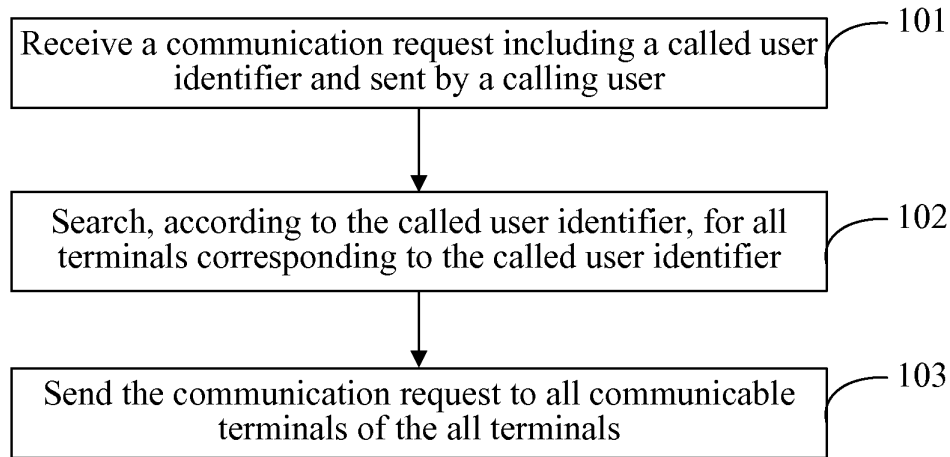 Receive a communication request including a called user
identifier and sent by a calling user
101
Search, according to the called user identifier, for all
terminals corresponding to the called user identifier
102
Send the communication request to all communicable
terminals of the all terminals
103